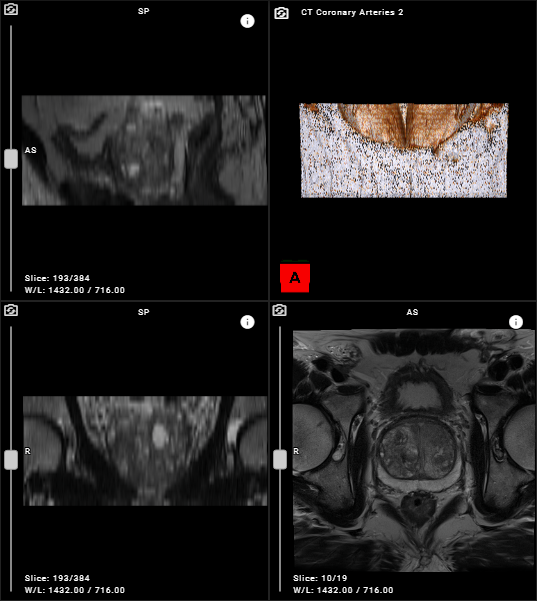 SP
i
AS
Slice: 193/384
W/L: 1432.00 / 716.00
CT Coronary Arteries 2
A
SP
i
R
Slice: 193/384
W/L: 1432.00 / 716.00
AS
i
R
Slice: 10/19
W/L: 1432.00 / 716.00